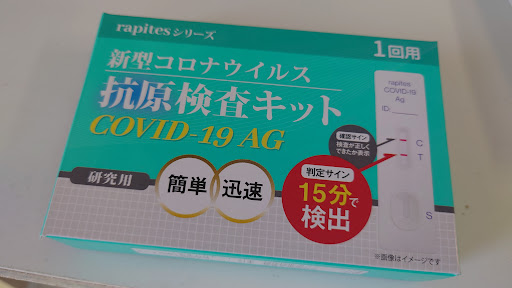 rapitesシリーズ
1回用
新型コロナウイルス
抗原検査キット
COVID-19 AG
研究用
簡単
迅速
rapites
COVID-19
Ag
ID:
確認サイン
検査が正しく
できたか表示
C
T
判定サイン
15分で
検出
S
※画像はイメージです